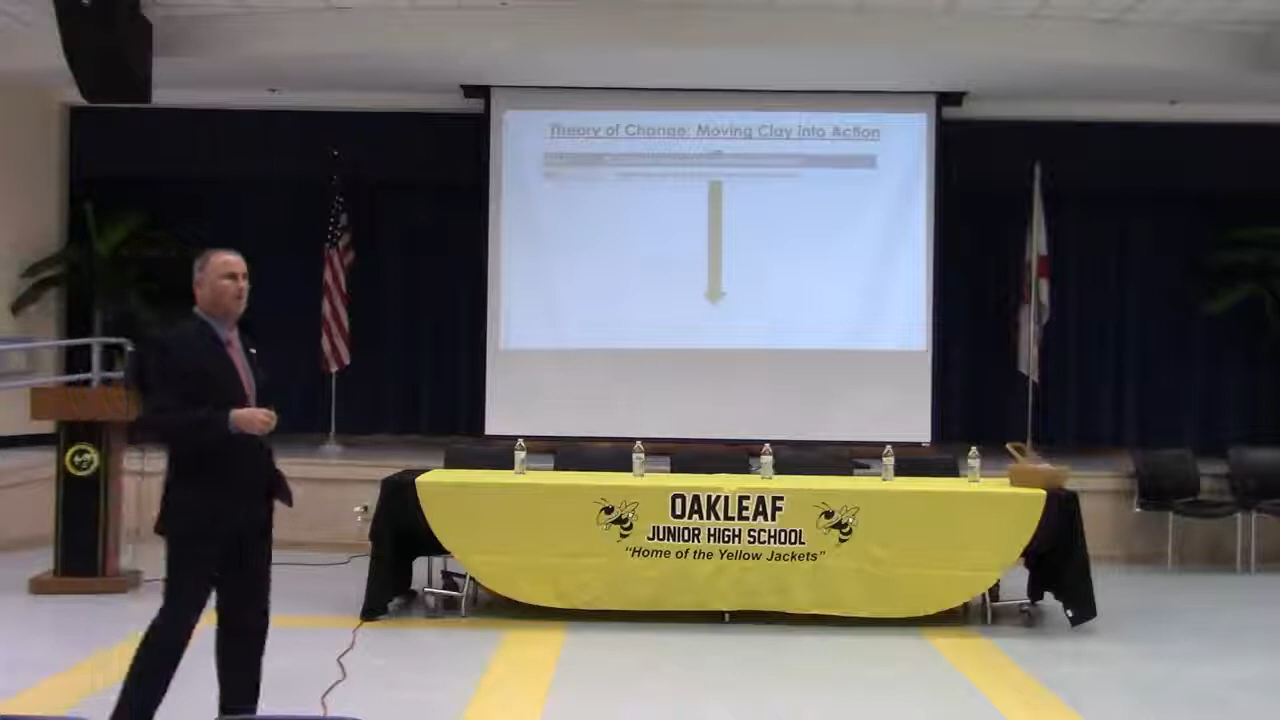 Theory of Change: Moving Clay into Action
OAKLEAF
JUNIOR HIGH SCHOOL
"Home of the Yellow Jackets"